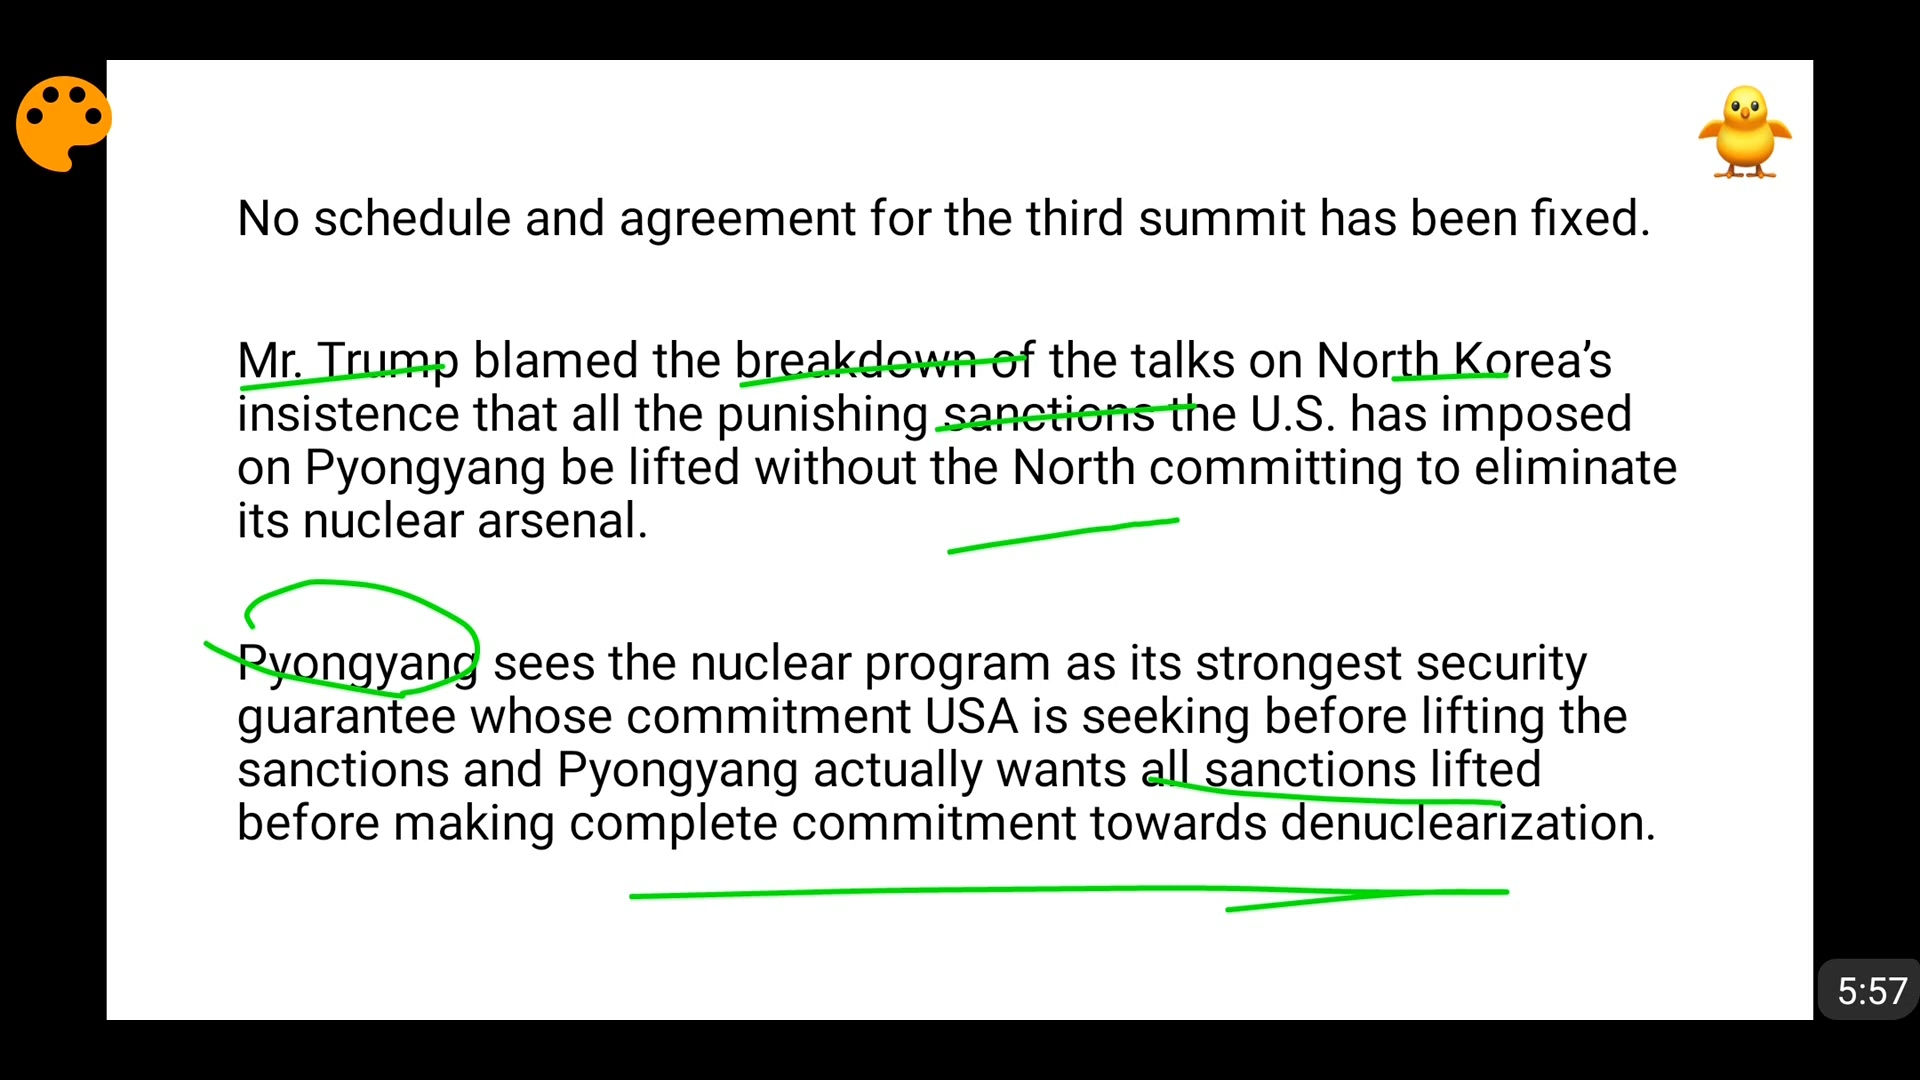 No schedule and agreement for the third summit has been fixed.
Mr. Trump blamed the breakdown of the talks on North Korea’s
insistence that all the punishing sanctions the U.S. has imposed
on Pyongyang be lifted without the North committing to eliminate
its nuclear arsenal.
Pyongyang sees the nuclear program as its strongest security
guarantee whose commitment USA is seeking before lifting the
sanctions and Pyongyang actually wants all sanctions lifted
before making complete commitment towards denuclearization.
5:57